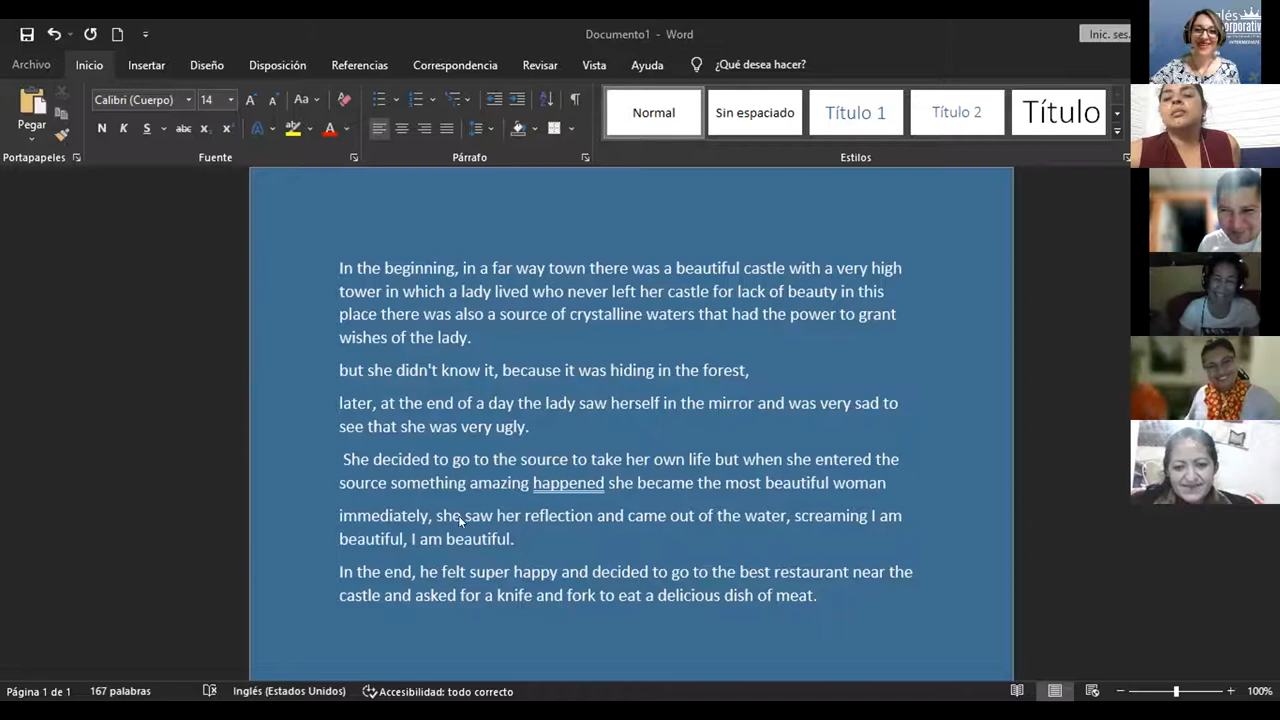 Documento1 - Word
Inic. ses.
Archivo Inicio Insertar Diseño Disposición Referencias Correspondencia Revisar Vista Ayuda ¿Qué desea hacer?
Pegar
Calibri (Cuerpo) 14
Aa
N K S abc x₂ x²
A A
Normal Sin espaciado Título 1 Título 2 Título
Portapapeles Fuente Párrafo Estilos
In the beginning, in a far way town there was a beautiful castle with a very high
tower in which a lady lived who never left her castle for lack of beauty in this
place there was also a source of crystalline waters that had the power to grant
wishes of the lady.
but she didn't know it, because it was hiding in the forest,
later, at the end of a day the lady saw herself in the mirror and was very sad to
see that she was very ugly.
She decided to go to the source to take her own life but when she entered the
source something amazing happened she became the most beautiful woman
immediately, she saw her reflection and came out of the water, screaming I am
beautiful, I am beautiful.
In the end, he felt super happy and decided to go to the best restaurant near the
castle and asked for a knife and fork to eat a delicious dish of meat.
Página 1 de 1 167 palabras Inglés (Estados Unidos) Accesibilidad: todo correcto
100%